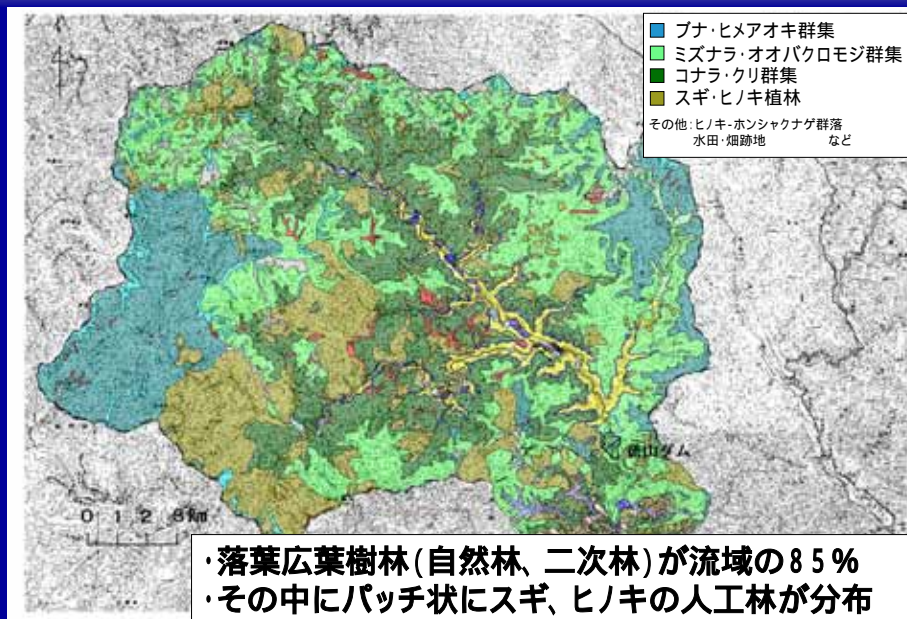 ブナ・ヒメアオキ群集
ミズナラ・オオバクロモジ群集
コナラ・クリ群集
スギ・ヒノキ植林
その他:ヒノキ-ホンシャクナゲ群落
水田・畑跡地 など
徳山ダム
0 1 2 3km
・落葉広葉樹林(自然林、二次林)が流域の85%
・その中にパッチ状にスギ、ヒノキの人工林が分布